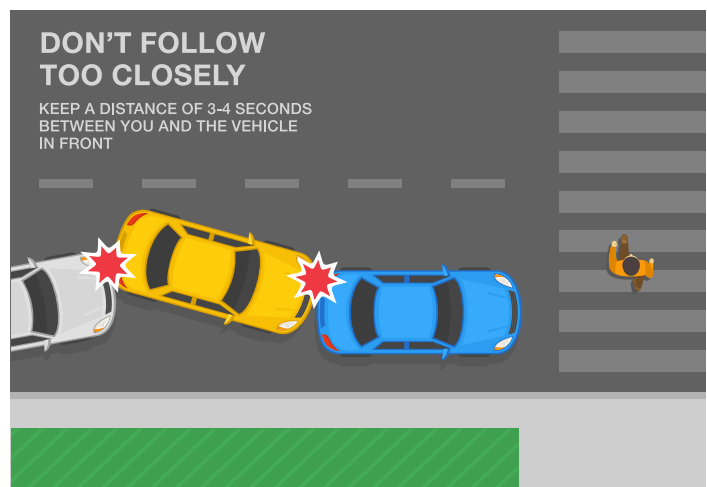 DON'T FOLLOW
TOO CLOSELY
KEEP A DISTANCE OF 3-4 SECONDS
BETWEEN YOU AND THE VEHICLE
IN FRONT